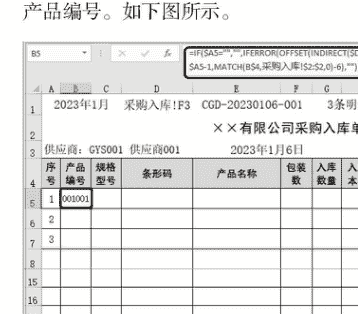 产品编号。如下图所示。
B5
=IF($A5="","",IFERROR(OFFSET(INDIRECT($D
$A5-1,MATCH(B$4,采购入库!$2:$2,0)-6),"")
A B C D E F G
1 2023年1月 采购入库!F3 CGD-20230106-001 3条明
2 ××有限公司采购入库单
3 供应商: GYS001 供应商001 2023年1月6日
4 序号 产品编号 规格型号 条形码 产品名称 包装数 入库数量 入本
5 1 001001
6 2
7 3
8
15
16